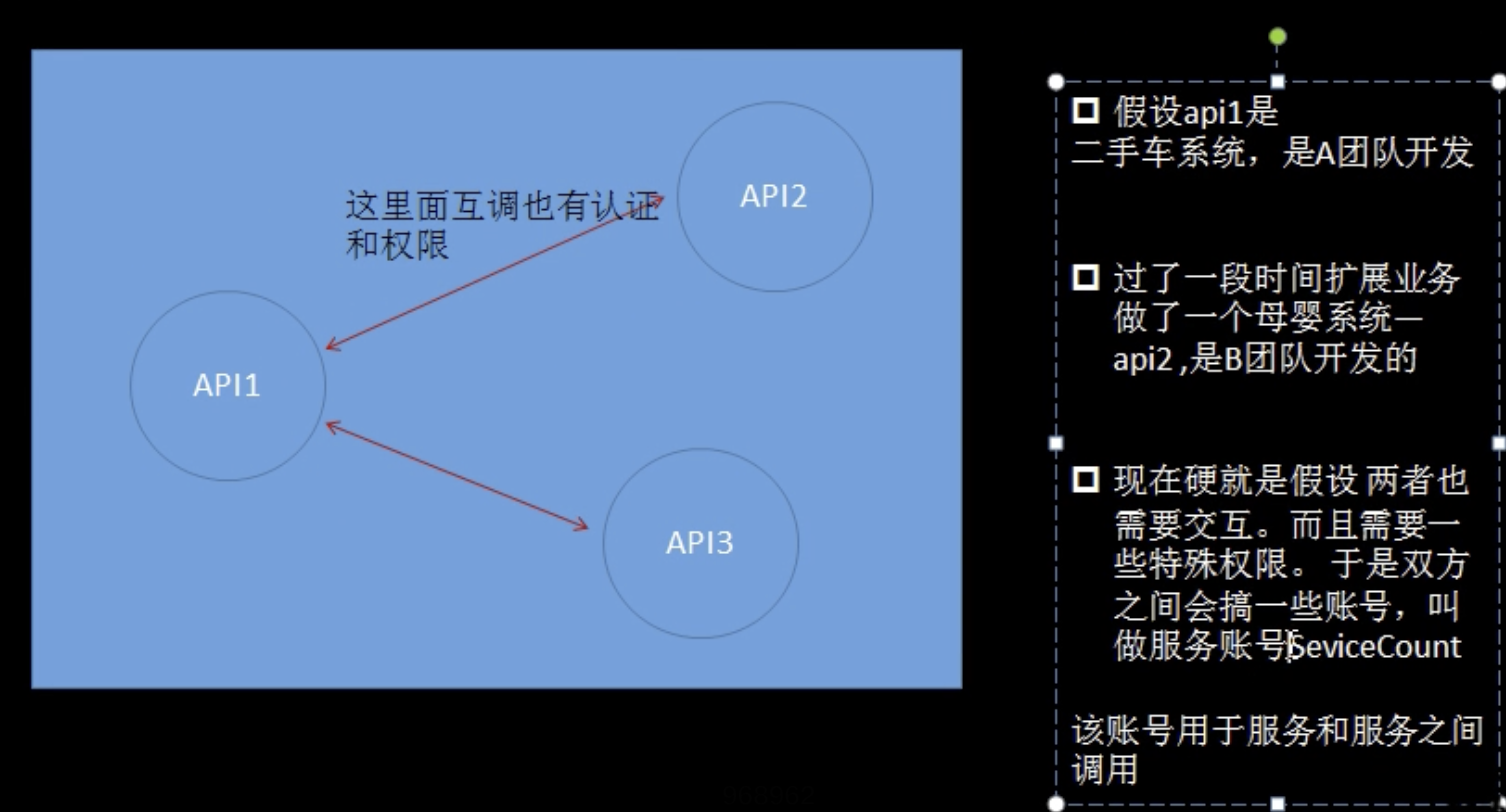 这里面互调也有认证
和权限
API2
API1
API3
假设api1是
二手车系统，是A团队开发
过了一段时间扩展业务
做了一个母婴系统—
api2 ,是B团队开发的
现在硬就是假设 两者也
需要交互。而且需要一
些特殊权限。 于是双方
之间会搞一些账号，叫
做服务账号SeviceCount
该账号用于服务和服务之间
调用